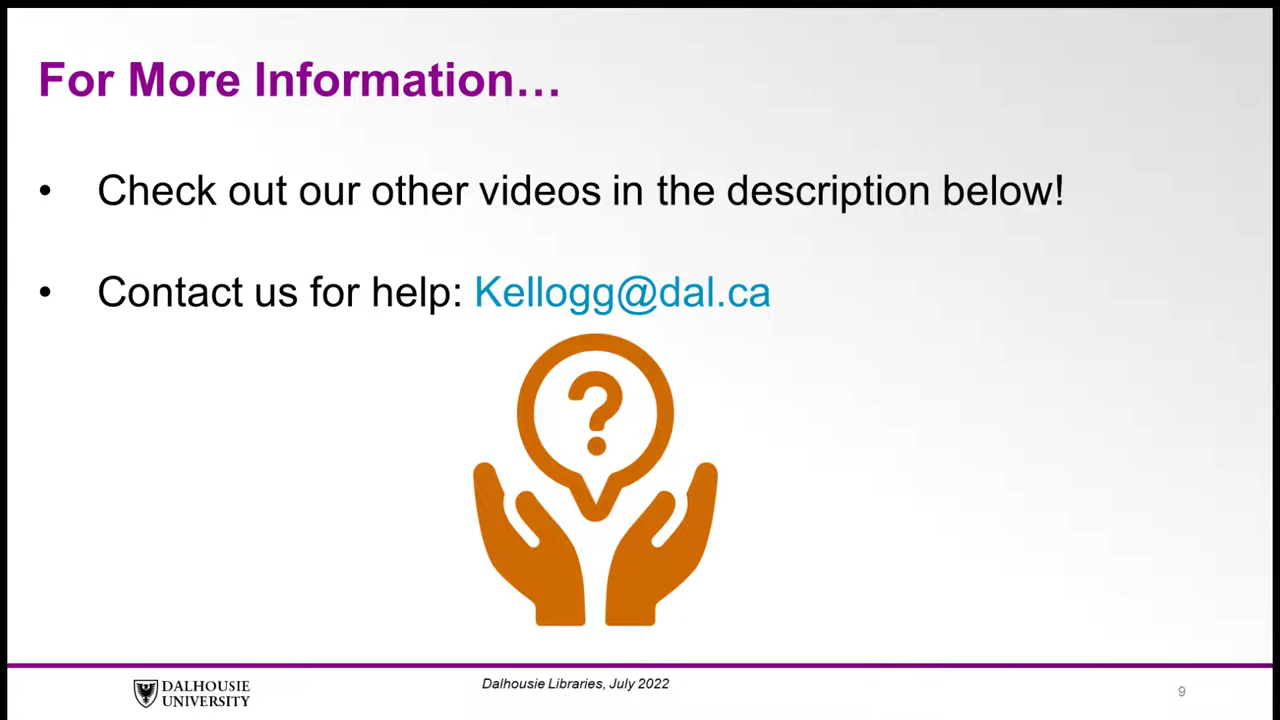 For More Information…
• Check out our other videos in the description below!
• Contact us for help: Kellogg@dal.ca
?
DALHOUSIE
UNIVERSITY
Dalhousie Libraries, July 2022
9